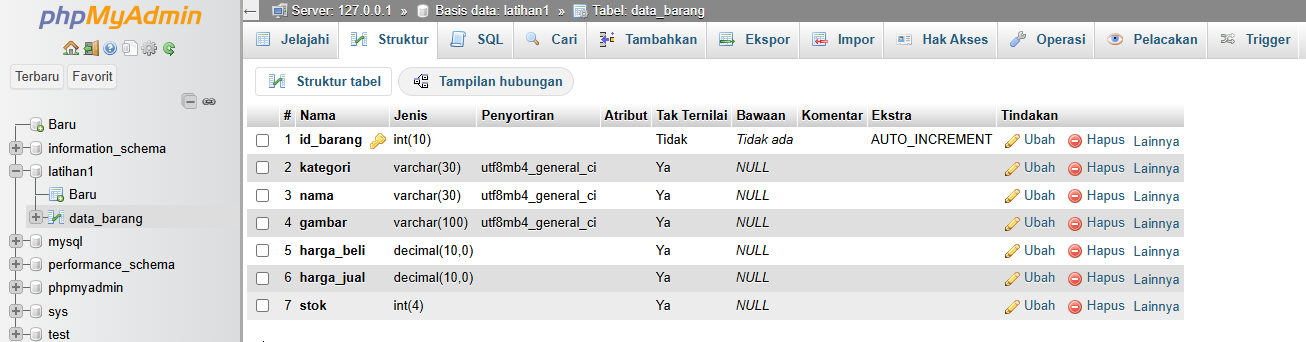 phpMyAdmin
Terbaru Favorit
Baru
information_schema
latihan1
Baru
data_barang
mysql
performance_schema
phpmyadmin
sys
test
Server: 127.0.0.1 » Basis data: latihan1 » Tabel: data_barang
Jelajahi Struktur SQL Cari Tambahkan Ekspor Impor Hak Akses Operasi Pelacakan Trigger
Struktur tabel Tampilan hubungan
# Nama Jenis Penyortiran Atribut Tak Ternilai Bawaan Komentar Ekstra Tindakan
1 id_barang int(10) Tidak Tidak ada AUTO_INCREMENT Ubah Hapus Lainnya
2 kategori varchar(30) utf8mb4_general_ci Ya NULL Ubah Hapus Lainnya
3 nama varchar(30) utf8mb4_general_ci Ya NULL Ubah Hapus Lainnya
4 gambar varchar(100) utf8mb4_general_ci Ya NULL Ubah Hapus Lainnya
5 harga_beli decimal(10,0) Ya NULL Ubah Hapus Lainnya
6 harga_jual decimal(10,0) Ya NULL Ubah Hapus Lainnya
7 stok int(4) Ya NULL Ubah Hapus Lainnya